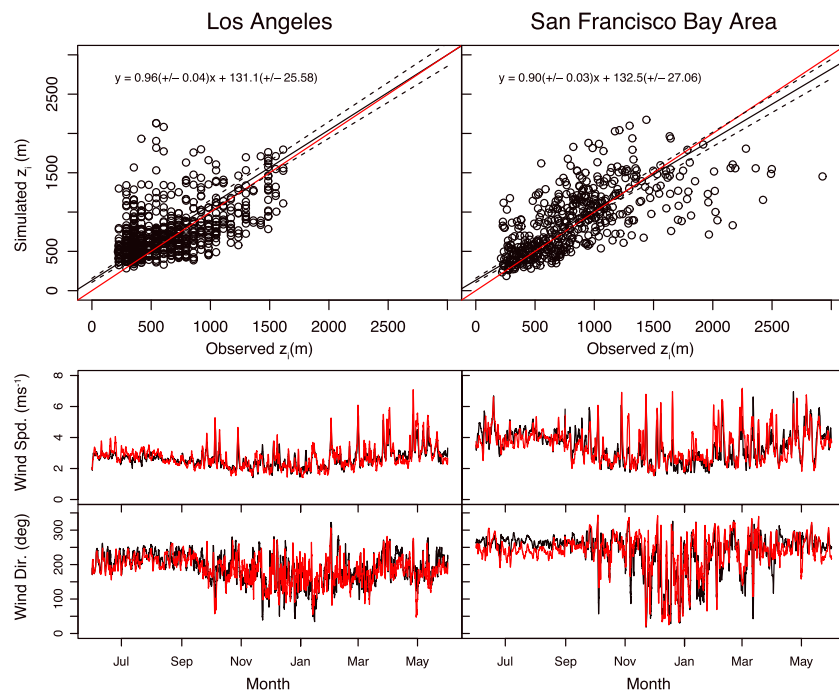 Los Angeles
San Francisco Bay Area
y = 0.96(+/− 0.04)x + 131.1(+/− 25.58)
y = 0.90(+/− 0.03)x + 132.5(+/− 27.06)
Simulated zi (m)
0
500
1500
2500
0 500 1000 1500 2000 2500
0 500 1000 1500 2000 2500
Observed zi(m)
Observed zi(m)
Wind Spd. (ms-1)
0 2 4 6 8
Wind Dir. (deg)
0 100 200 300
Jul Sep Nov Jan Mar May
Jul Sep Nov Jan Mar May
Month
Month